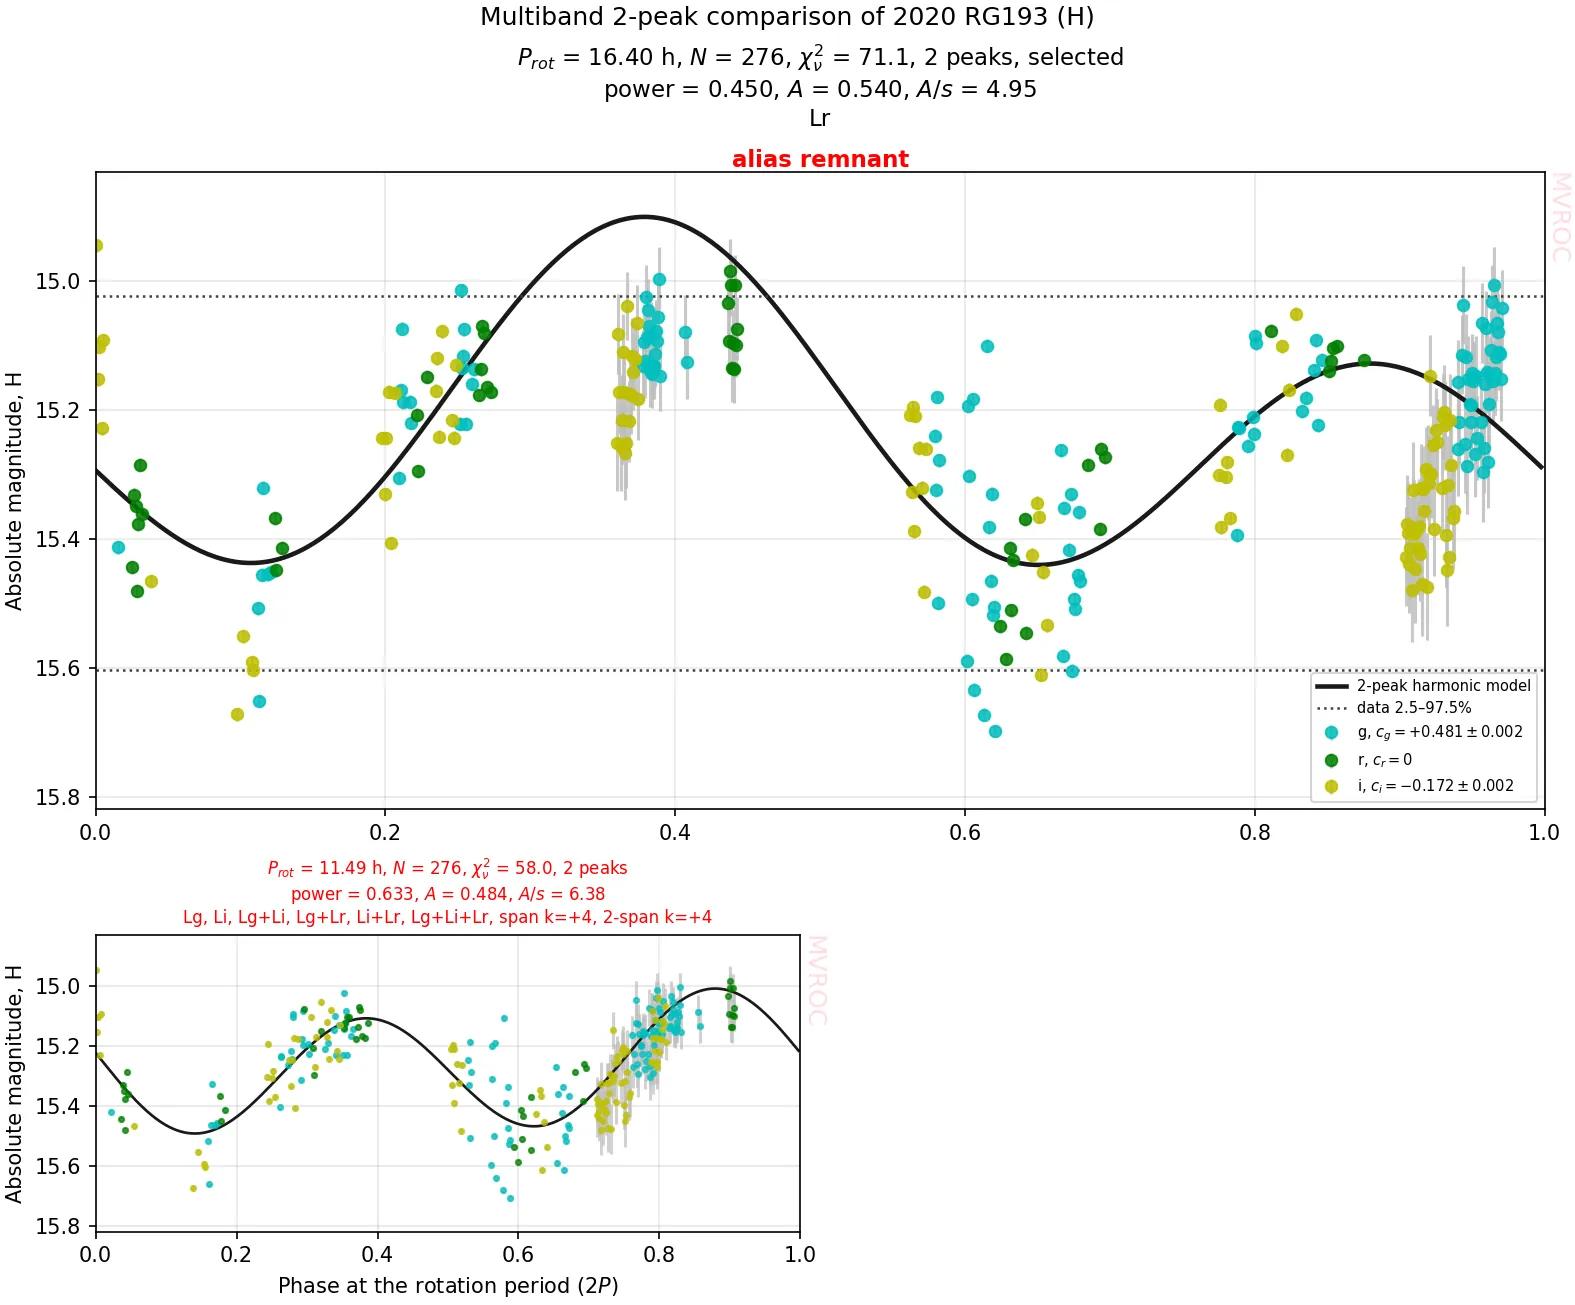 Multiband 2-peak comparison of 2020 RG193 (H)
P_rot = 16.40 h, N = 276, χ²_ν = 71.1, 2 peaks, selected
power = 0.450, A = 0.540, A/s = 4.95
Lr
alias remnant
MVROC
Absolute magnitude, H
15.0
15.2
15.4
15.6
15.8
2-peak harmonic model
data 2.5–97.5%
g, c_g = +0.481 ± 0.002
r, c_r = 0
i, c_i = −0.172 ± 0.002
0.0 0.2 0.4 0.6 0.8 1.0
P_rot = 11.49 h, N = 276, χ²_ν = 58.0, 2 peaks
power = 0.633, A = 0.484, A/s = 6.38
Lg, Li, Lg+Li, Lg+Lr, Li+Lr, Lg+Li+Lr, span k=+4, 2-span k=+4
MVROC
Absolute magnitude, H
15.0
15.2
15.4
15.6
15.8
0.0 0.2 0.4 0.6 0.8 1.0
Phase at the rotation period (2P)